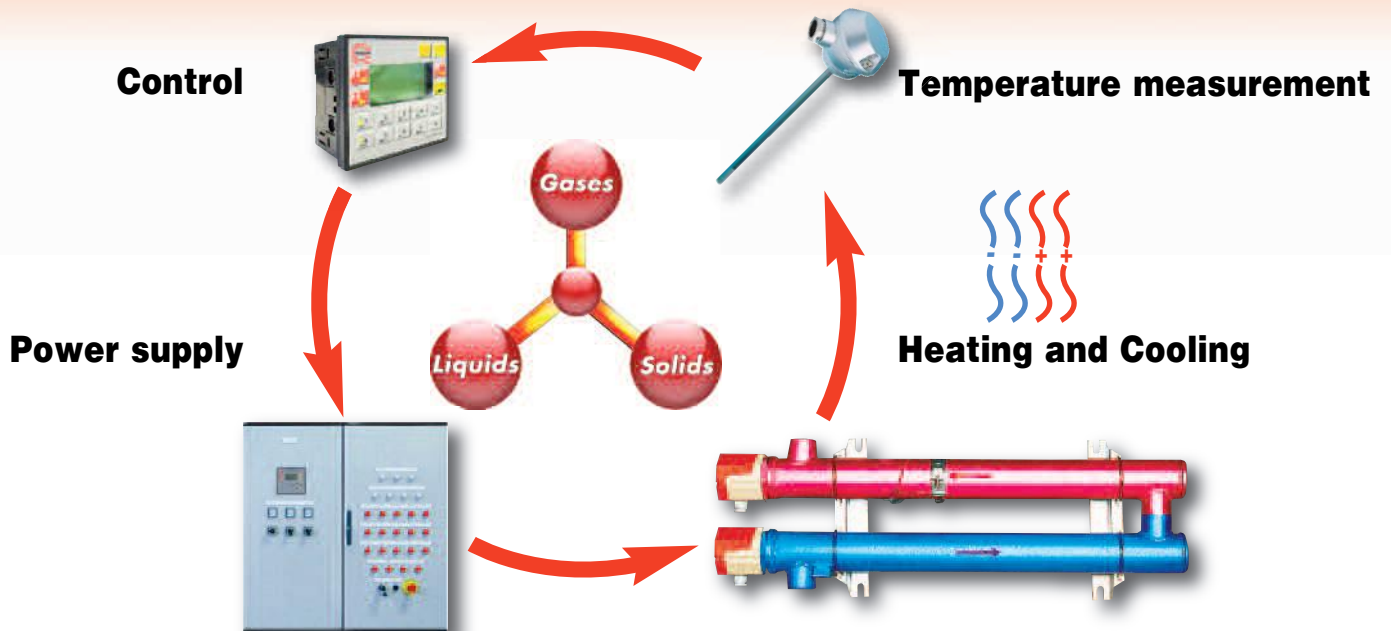 Control
Temperature measurement
Gases
Power supply
Liquids
Solids
Heating and Cooling